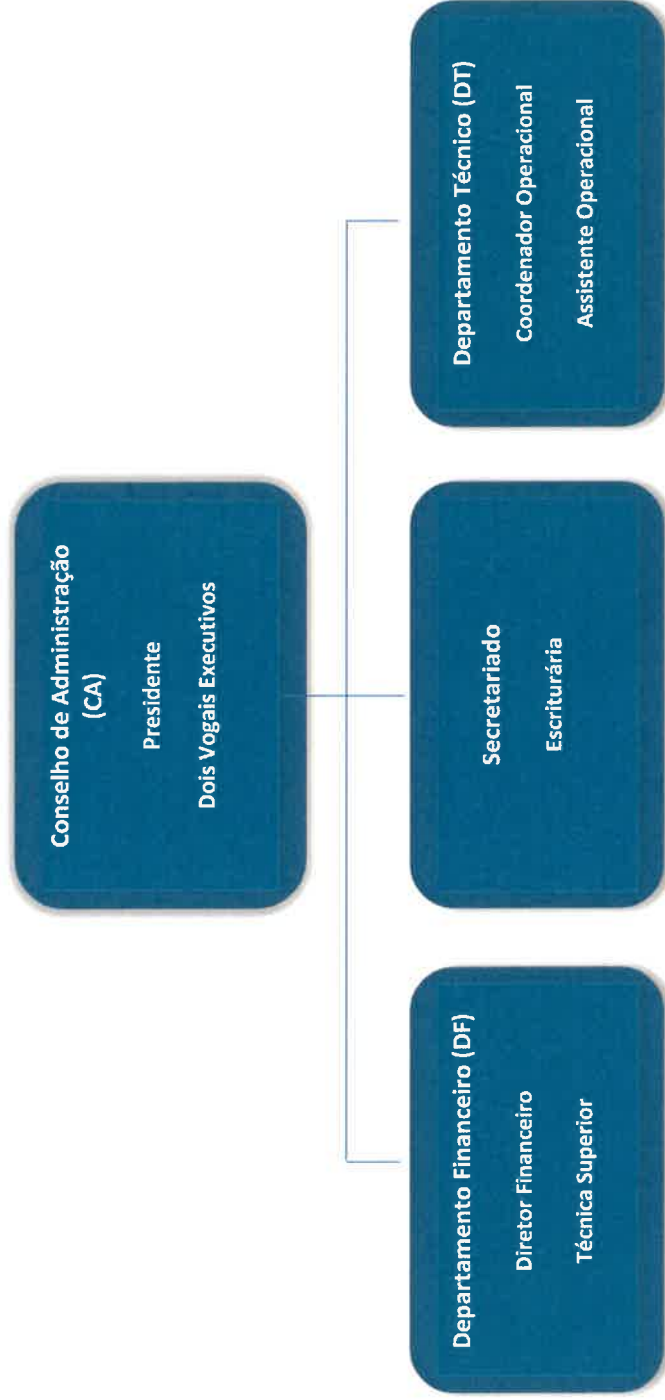 Conselho de Administração
(CA)
Presidente
Dois Vogais Executivos
Departamento Financeiro (DF)
Diretor Financeiro
Técnica Superior
Secretariado
Escriturária
Departamento Técnico (DT)
Coordenador Operacional
Assistente Operacional